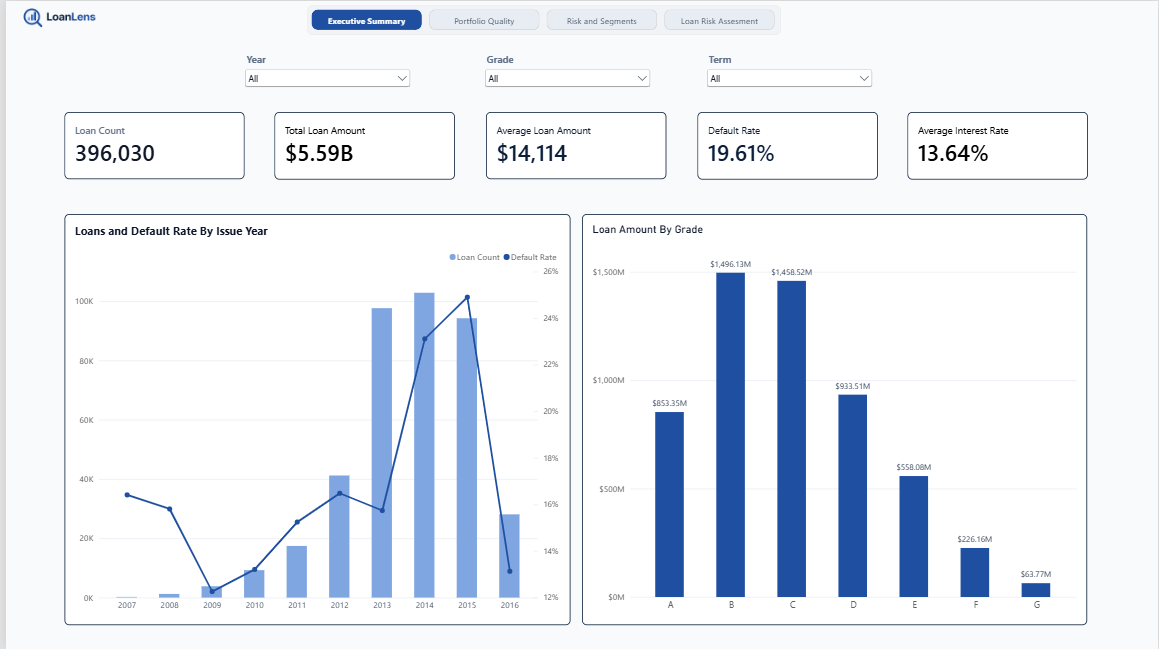 LoanLens
Executive Summary
Portfolio Quality
Risk and Segments
Loan Risk Assesment
Year
Grade
Term
All
All
All
Loan Count
396,030
Total Loan Amount
$5.59B
Average Loan Amount
$14,114
Default Rate
19.61%
Average Interest Rate
13.64%
Loans and Default Rate By Issue Year
Loan Count Default Rate
26%
100K
24%
80K
22%
60K
20%
40K
18%
16%
20K
14%
0K
12%
2007 2008 2009 2010 2011 2012 2013 2014 2015 2016
Loan Amount By Grade
$1,496.13M
$1,458.52M
$1,500M
$1,000M
$933.51M
$853.35M
$558.08M
$500M
$226.16M
$63.77M
$0M
A B C D E F G